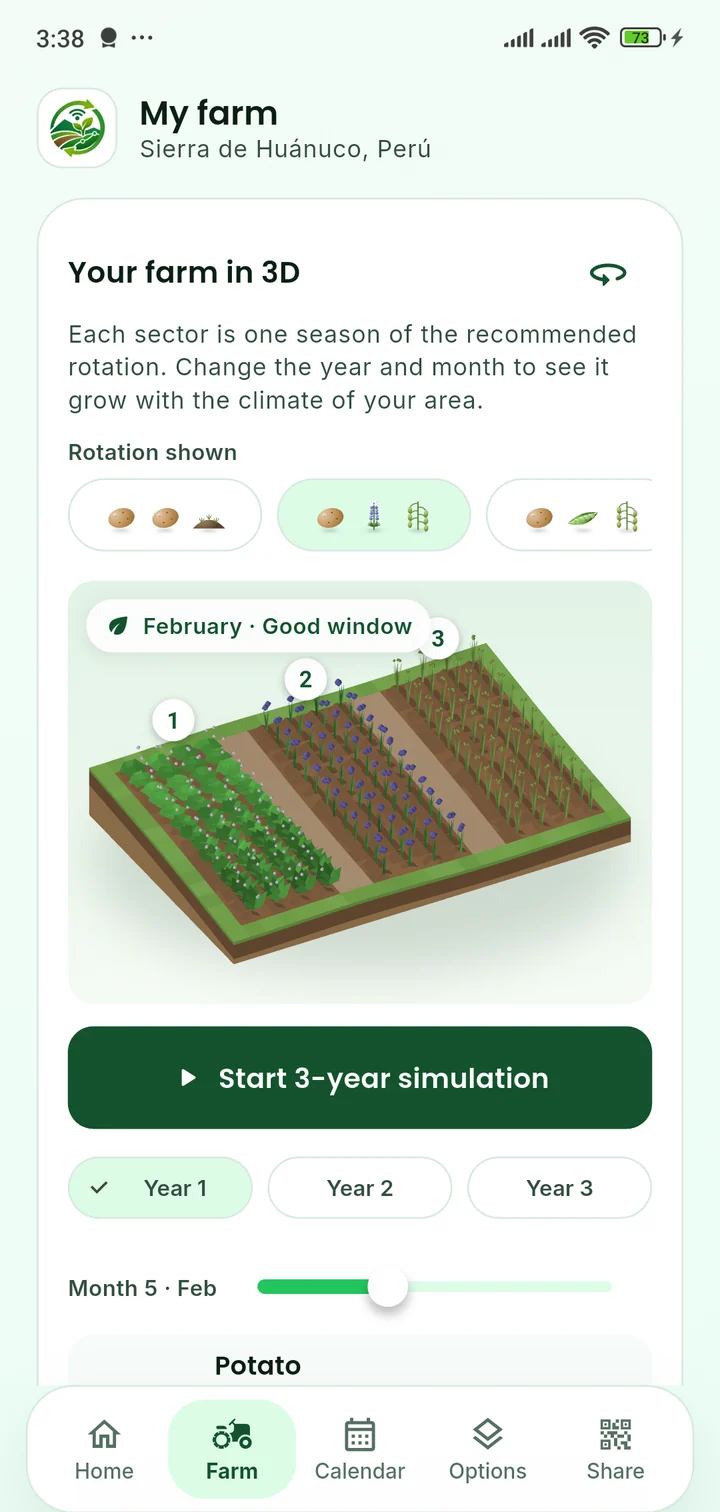 3:38
73
My farm
Sierra de Huánuco, Perú
Your farm in 3D
Each sector is one season of the recommended
rotation. Change the year and month to see it
grow with the climate of your area.
Rotation shown
February · Good window
3
2
1
Start 3-year simulation
Year 1
Year 2
Year 3
Month 5 · Feb
Potato
Home
Farm
Calendar
Options
Share